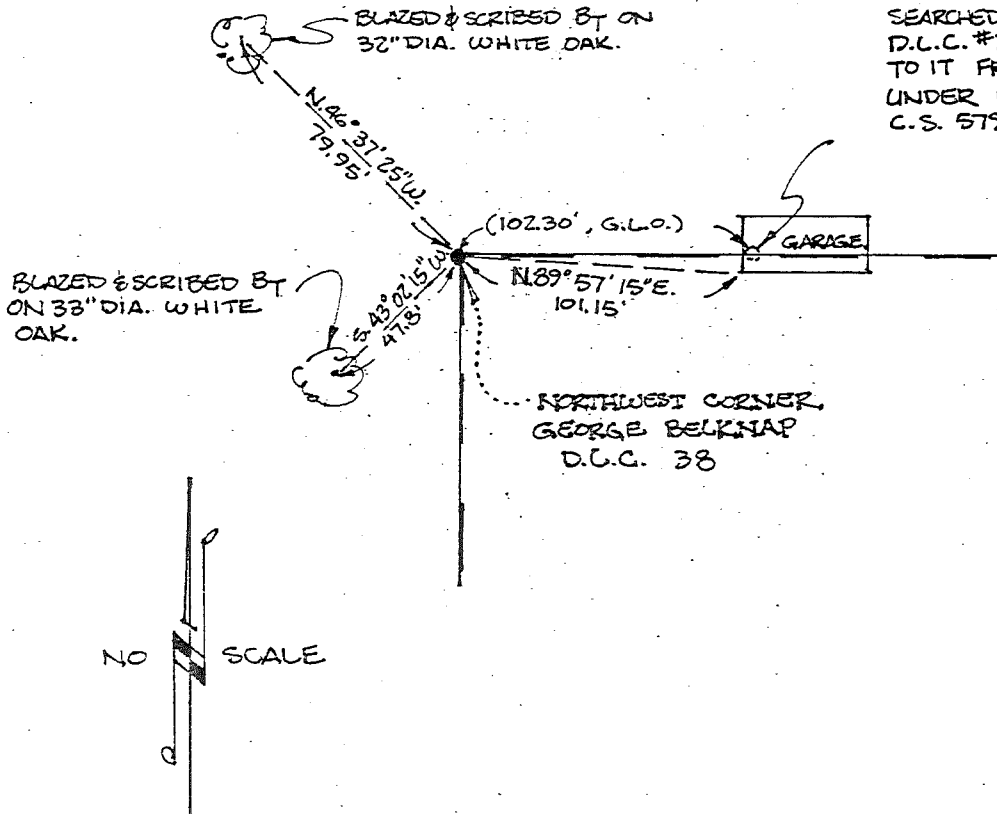 BLAZED & SCRIBED BT ON
32" DIA. WHITE OAK.
SEARCHED
D.L.C. #
TO IT
UNDER
C.S. 579
N.46° 37' 25" W.
79.95'
(102.30', G.L.O.)
GARAGE
N.89° 57' 15" E.
101.15'
BLAZED & SCRIBED BT
ON 33" DIA. WHITE
OAK.
S. 43° 02' 15" W.
47.8'
NORTHWEST CORNER,
GEORGE BELKNAP
D.L.C. 38
NO SCALE